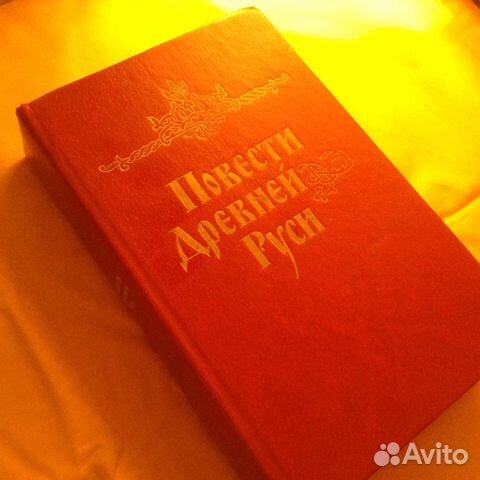 Повести
Древней
Руси
Avito